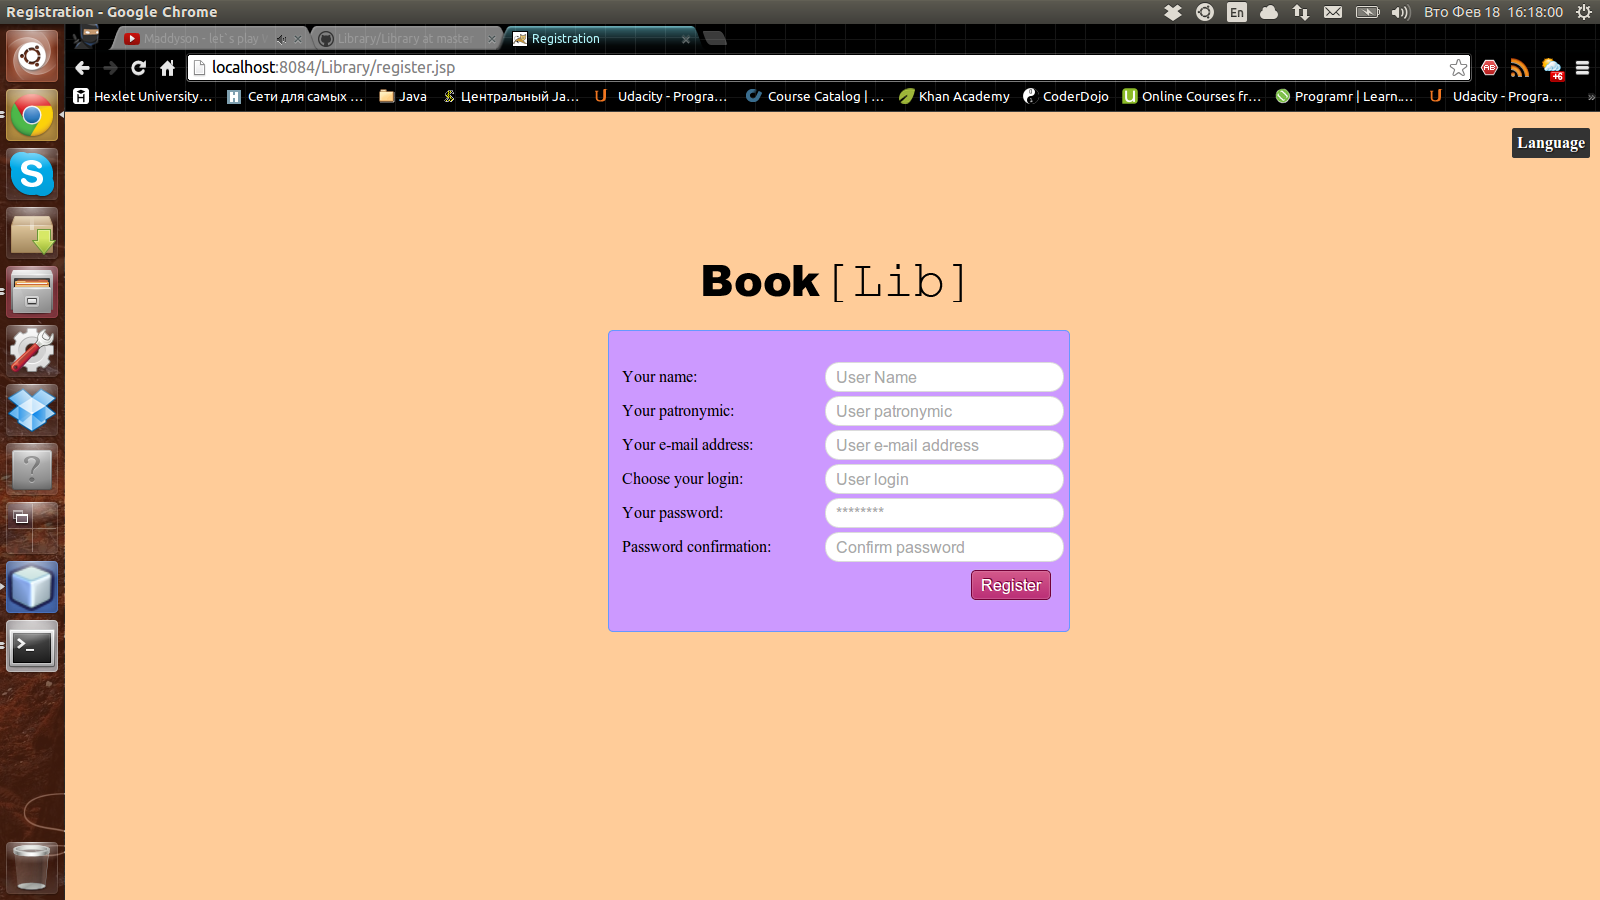 Registration - Google Chrome
En
Вто Фев 18 16:18:00
Maddyson - let`s play
Library/Library at master
Registration
localhost:8084/Library/register.jsp
ABP
+6
Hexlet University...
Сети для самых ...
Java
Центральный Ja...
Udacity - Progra...
Course Catalog | ...
Khan Academy
CoderDojo
Online Courses fr...
Programr | Learn....
Udacity - Progra...
»
Language
Book[Lib]
Your name: User Name
Your patronymic: User patronymic
Your e-mail address: User e-mail address
Choose your login: User login
Your password: ********
Password confirmation: Confirm password
Register